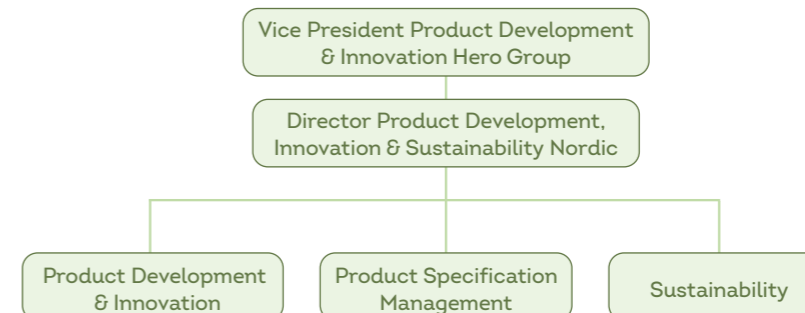 Vice President Product Development
& Innovation Hero Group
Director Product Development,
Innovation & Sustainability Nordic
Product Development
& Innovation
Product Specification
Management
Sustainability